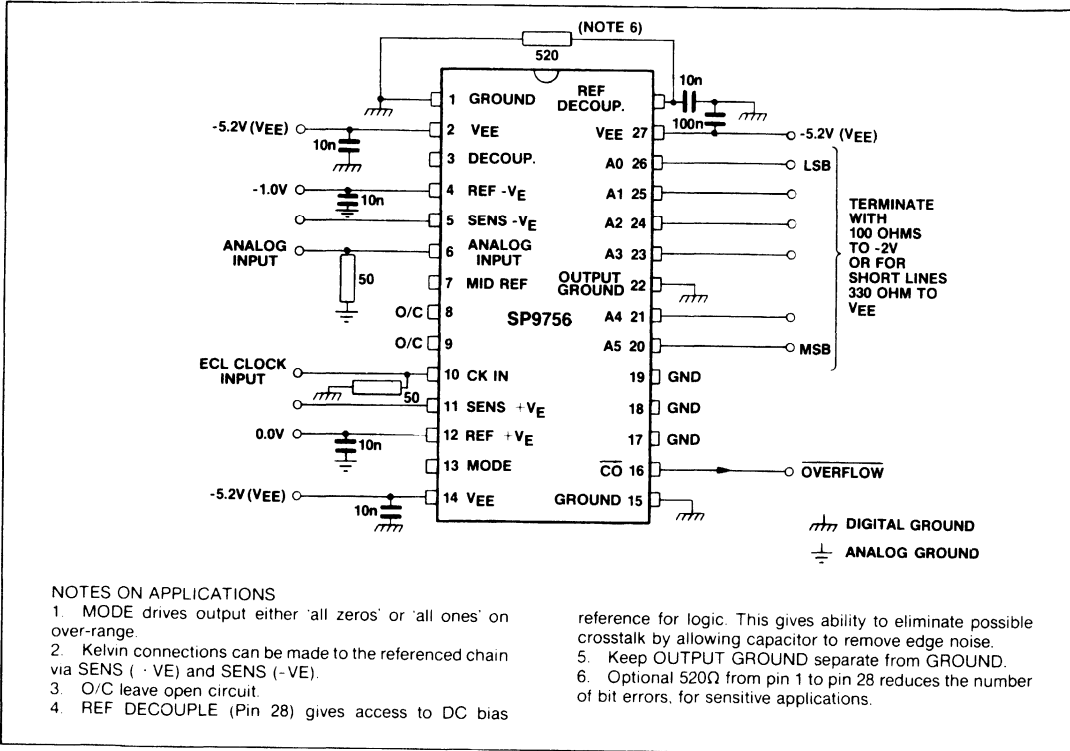 (NOTE 6)
520
1 GROUND
REF
DECOUP.
10n
100n
-5.2V (VEE)
10n
2 VEE
VEE 27
-5.2V (VEE)
3 DECOUP.
A0 26
LSB
-1.0V
10n
4 REF -VE
A1 25
5 SENS -VE
A2 24
ANALOG
INPUT
50
6 ANALOG
INPUT
A3 23
7 MID REF
OUTPUT
GROUND 22
O/C
8
SP9756
A4 21
O/C
9
A5 20
MSB
TERMINATE
WITH
100 OHMS
TO -2V
OR FOR
SHORT LINES
330 OHM TO
VEE
ECL CLOCK
INPUT
50
10 CK IN
19 GND
11 SENS +VE
18 GND
0.0V
10n
12 REF +VE
17 GND
13 MODE
CO 16
OVERFLOW
-5.2V (VEE)
10n
14 VEE
GROUND 15
DIGITAL GROUND
ANALOG GROUND
NOTES ON APPLICATIONS
1. MODE drives output either 'all zeros' or 'all ones' on
over-range.
2. Kelvin connections can be made to the referenced chain
via SENS ( · VE) and SENS (-VE).
3. O/C leave open circuit.
4. REF DECOUPLE (Pin 28) gives access to DC bias
reference for logic. This gives ability to eliminate possible
crosstalk by allowing capacitor to remove edge noise.
5. Keep OUTPUT GROUND separate from GROUND.
6. Optional 520Ω from pin 1 to pin 28 reduces the number
of bit errors, for sensitive applications.